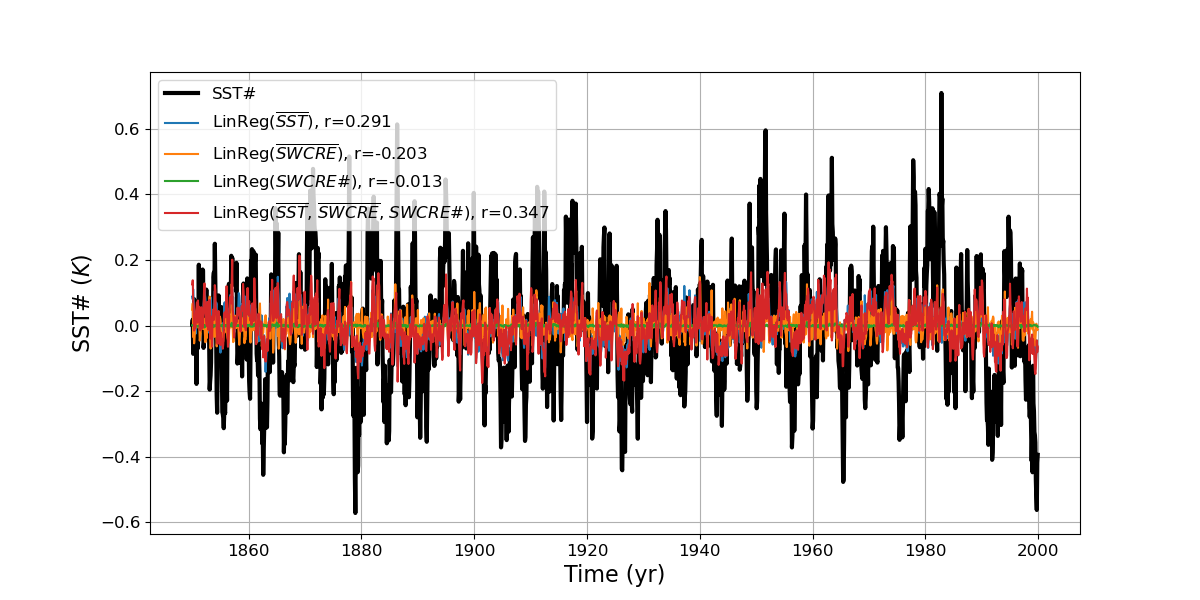 SST#
LinReg(SST), r=0.291
LinReg(SWCRE), r=-0.203
LinReg(SWCRE#), r=-0.013
LinReg(SST, SWCRE, SWCRE#), r=0.347
0.6
0.4
0.2
0.0
−0.2
−0.4
−0.6
SST# (K)
1860 1880 1900 1920 1940 1960 1980 2000
Time (yr)